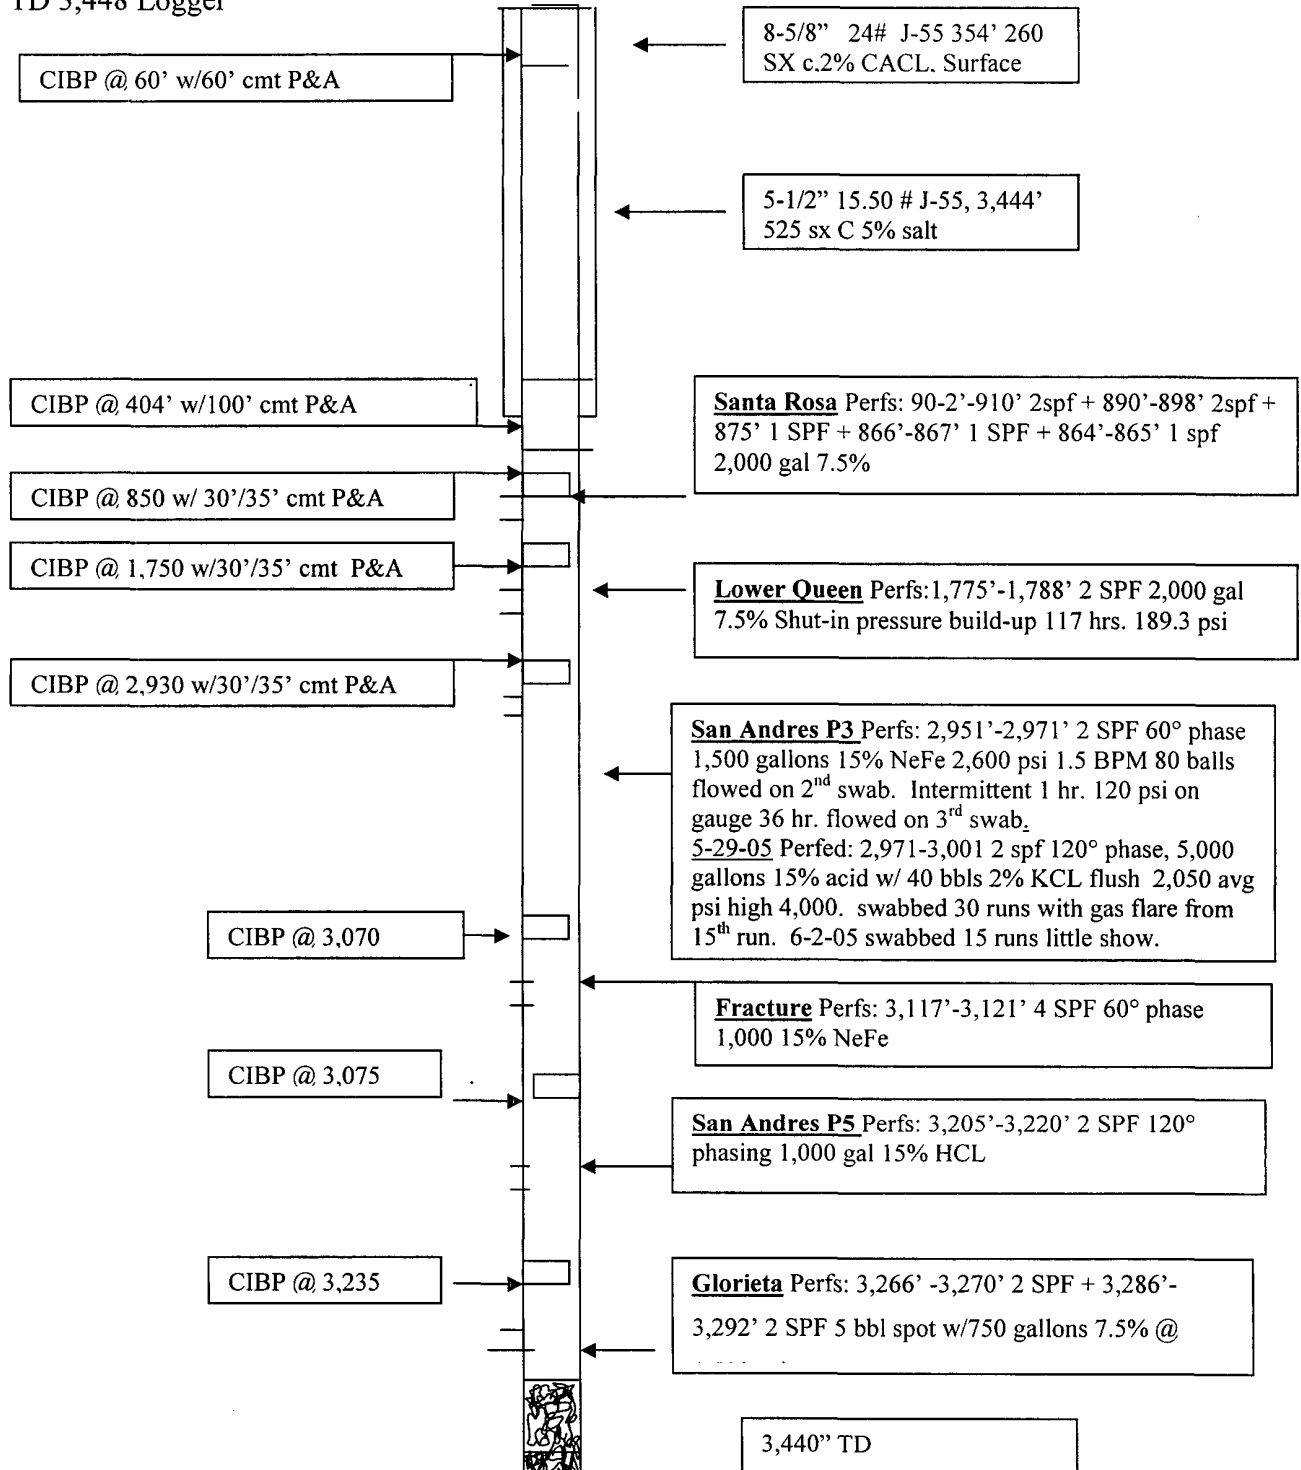 TD 3,448 Logger
8-5/8” 24# J-55 354’ 260
SX c.2% CACL. Surface
CIBP @ 60’ w/60’ cmt P&A
5-1/2” 15.50 # J-55, 3,444’
525 sx C 5% salt
CIBP @ 404’ w/100’ cmt P&A
Santa Rosa Perfs: 90-2’-910’ 2spf + 890’-898’ 2spf +
875’ 1 SPF + 866’-867’ 1 SPF + 864’-865’ 1 spf
2,000 gal 7.5%
CIBP @ 850 w/ 30’/35’ cmt P&A
CIBP @ 1,750 w/30’/35’ cmt P&A
Lower Queen Perfs:1,775’-1,788’ 2 SPF 2,000 gal
7.5% Shut-in pressure build-up 117 hrs. 189.3 psi
CIBP @ 2,930 w/30’/35’ cmt P&A
San Andres P3 Perfs: 2,951’-2,971’ 2 SPF 60° phase
1,500 gallons 15% NeFe 2,600 psi 1.5 BPM 80 balls
flowed on 2nd swab. Intermittent 1 hr. 120 psi on
gauge 36 hr. flowed on 3rd swab.
5-29-05 Perfed: 2,971-3,001 2 spf 120° phase, 5,000
gallons 15% acid w/ 40 bbls 2% KCL flush 2,050 avg
psi high 4,000. swabbed 30 runs with gas flare from
15th run. 6-2-05 swabbed 15 runs little show.
CIBP @ 3,070
Fracture Perfs: 3,117’-3,121’ 4 SPF 60° phase
1,000 15% NeFe
CIBP @ 3,075
San Andres P5 Perfs: 3,205’-3,220’ 2 SPF 120°
phasing 1,000 gal 15% HCL
CIBP @ 3,235
Glorieta Perfs: 3,266’ -3,270’ 2 SPF + 3,286’-
3,292’ 2 SPF 5 bbl spot w/750 gallons 7.5% @
3,440” TD